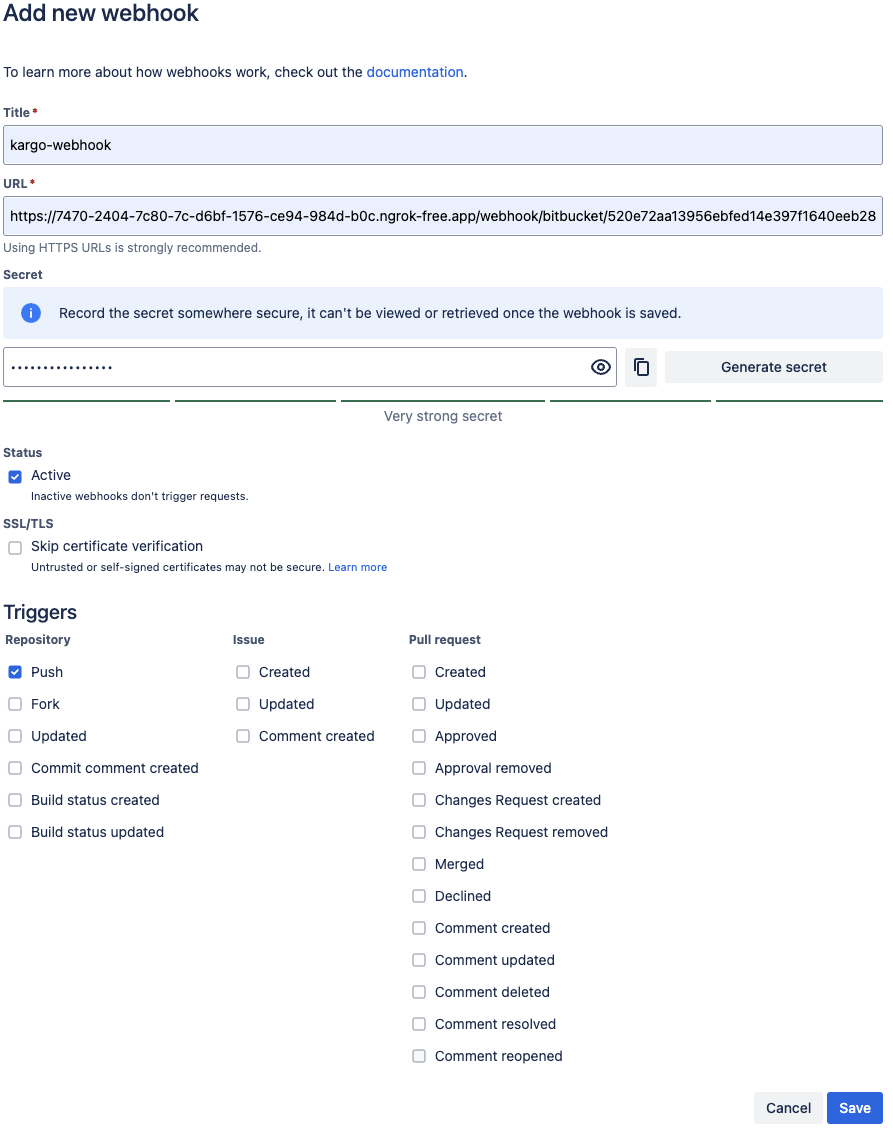 Add new webhook
To learn more about how webhooks work, check out the documentation.
Title *
kargo-webhook
URL *
https://7470-2404-7c80-7c-d6bf-1576-ce94-984d-b0c.ngrok-free.app/webhook/bitbucket/520e72aa13956ebfed14e397f1640eeb28
Using HTTPS URLs is strongly recommended.
Secret
Record the secret somewhere secure, it can't be viewed or retrieved once the webhook is saved.
••••••••••••••••
Generate secret
Very strong secret
Status
Active
Inactive webhooks don't trigger requests.
SSL/TLS
Skip certificate verification
Untrusted or self-signed certificates may not be secure. Learn more
Triggers
Repository
Push
Fork
Updated
Commit comment created
Build status created
Build status updated
Issue
Created
Updated
Comment created
Pull request
Created
Updated
Approved
Approval removed
Changes Request created
Changes Request removed
Merged
Declined
Comment created
Comment updated
Comment deleted
Comment resolved
Comment reopened
Cancel
Save